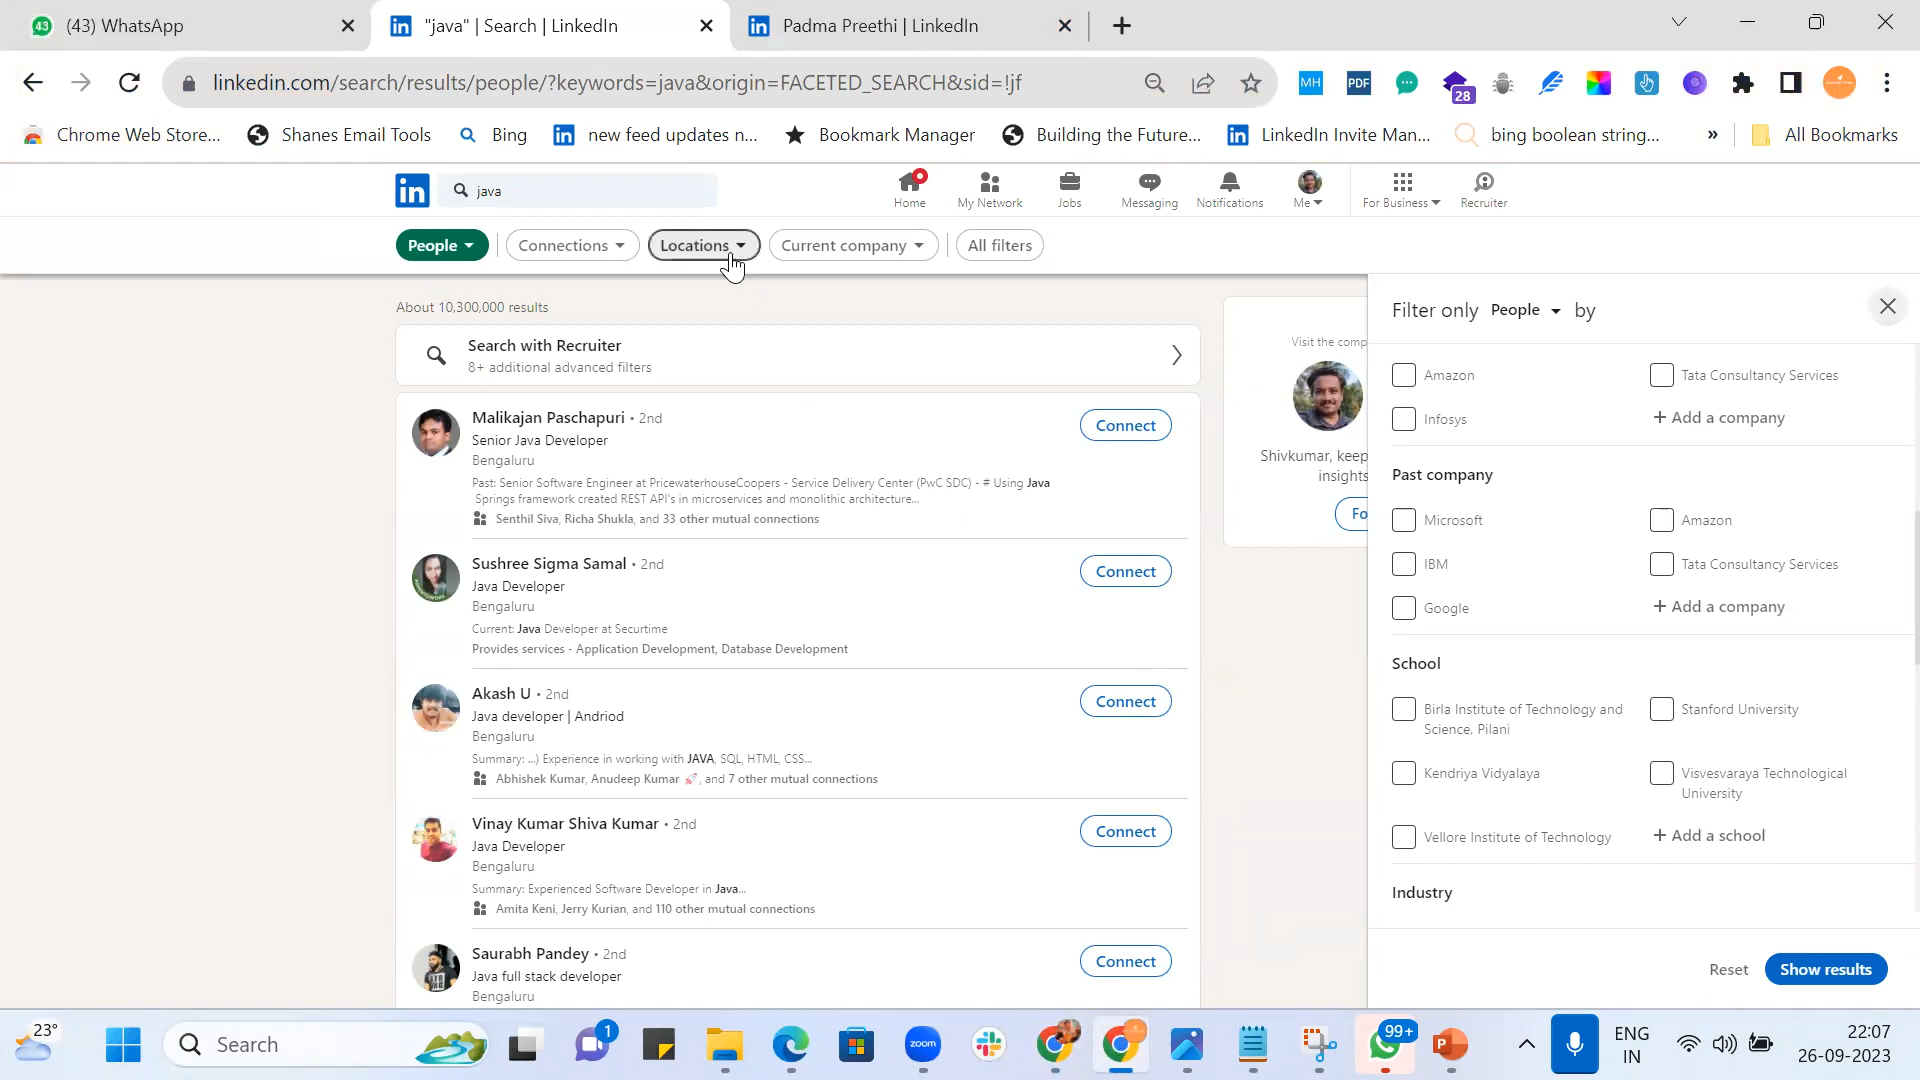 43
(43) WhatsApp
in "java" | Search | LinkedIn
in Padma Preethi | LinkedIn
linkedin.com/search/results/people/?keywords=java&origin=FACETED_SEARCH&sid=!jf
MH
PDF
28
Chrome Web Store...
Shanes Email Tools
Bing
in new feed updates n...
Bookmark Manager
Building the Future...
in LinkedIn Invite Man...
bing boolean string...
»
All Bookmarks
in
java
Home
My Network
Jobs
Messaging
Notifications
Me
For Business
Recruiter
People
Connections
Locations
Current company
All filters
About 10,300,000 results
Search with Recruiter
8+ additional advanced filters
Malikajan Paschapuri • 2nd
Senior Java Developer
Bengaluru
Past: Senior Software Engineer at PricewaterhouseCoopers - Service Delivery Center (PwC SDC) - # Using Java
Springs framework created REST API's in microservices and monolithic architecture...
Senthil Siva, Richa Shukla, and 33 other mutual connections
Connect
Sushree Sigma Samal • 2nd
Java Developer
Bengaluru
Current: Java Developer at Securtime
Provides services - Application Development, Database Development
Connect
Akash U • 2nd
Java developer | Andriod
Bengaluru
Summary: ...) Experience in working with JAVA, SQL, HTML, CSS...
Abhishek Kumar, Anudeep Kumar 🚀, and 7 other mutual connections
Connect
Vinay Kumar Shiva Kumar • 2nd
Java Developer
Bengaluru
Summary: Experienced Software Developer in Java...
Amita Keni, Jerry Kurian, and 110 other mutual connections
Connect
Saurabh Pandey • 2nd
Java full stack developer
Bengaluru
Connect
Visit the comp
Shivkumar, keep
insights
Fo
Filter only People by
Amazon
Tata Consultancy Services
Infosys
+ Add a company
Past company
Microsoft
Amazon
IBM
Tata Consultancy Services
Google
+ Add a company
School
Birla Institute of Technology and
Science, Pilani
Stanford University
Kendriya Vidyalaya
Visvesvaraya Technological
University
Vellore Institute of Technology
+ Add a school
Industry
Reset
Show results
23°
Search
1
zoom
99+
P
ENG
IN
22:07
26-09-2023